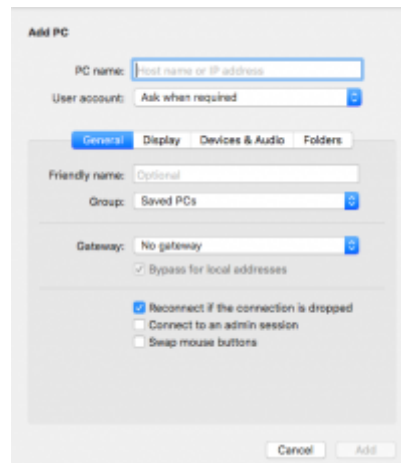 Add PC
PC name: Host name or IP address
User account: Ask when required
General Display Devices & Audio Folders
Friendly name: Optional
Group: Saved PCs
Gateway: No gateway
Bypass for local addresses
Reconnect if the connection is dropped
Connect to an admin session
Swap mouse buttons
Cancel Add